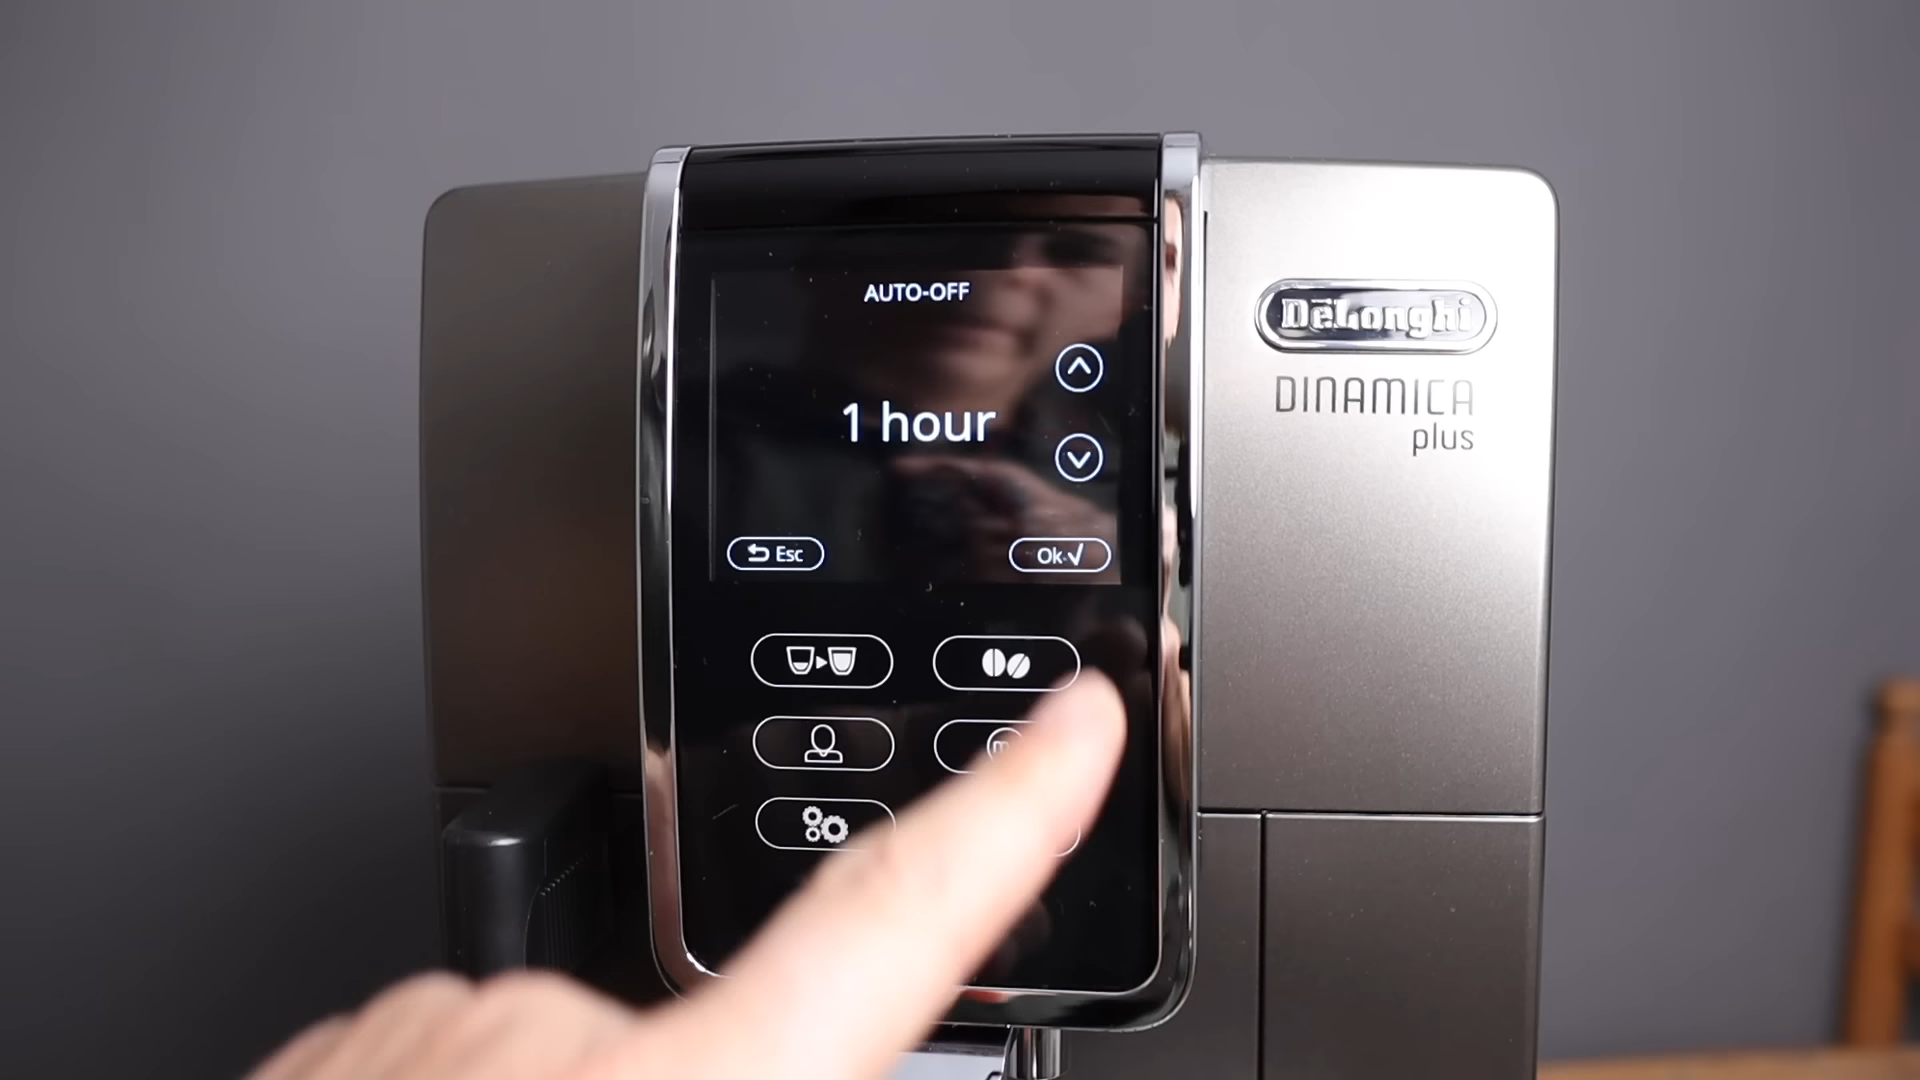 AUTO-OFF
1 hour
Esc
Ok
DeLonghi
DINAMICA
plus